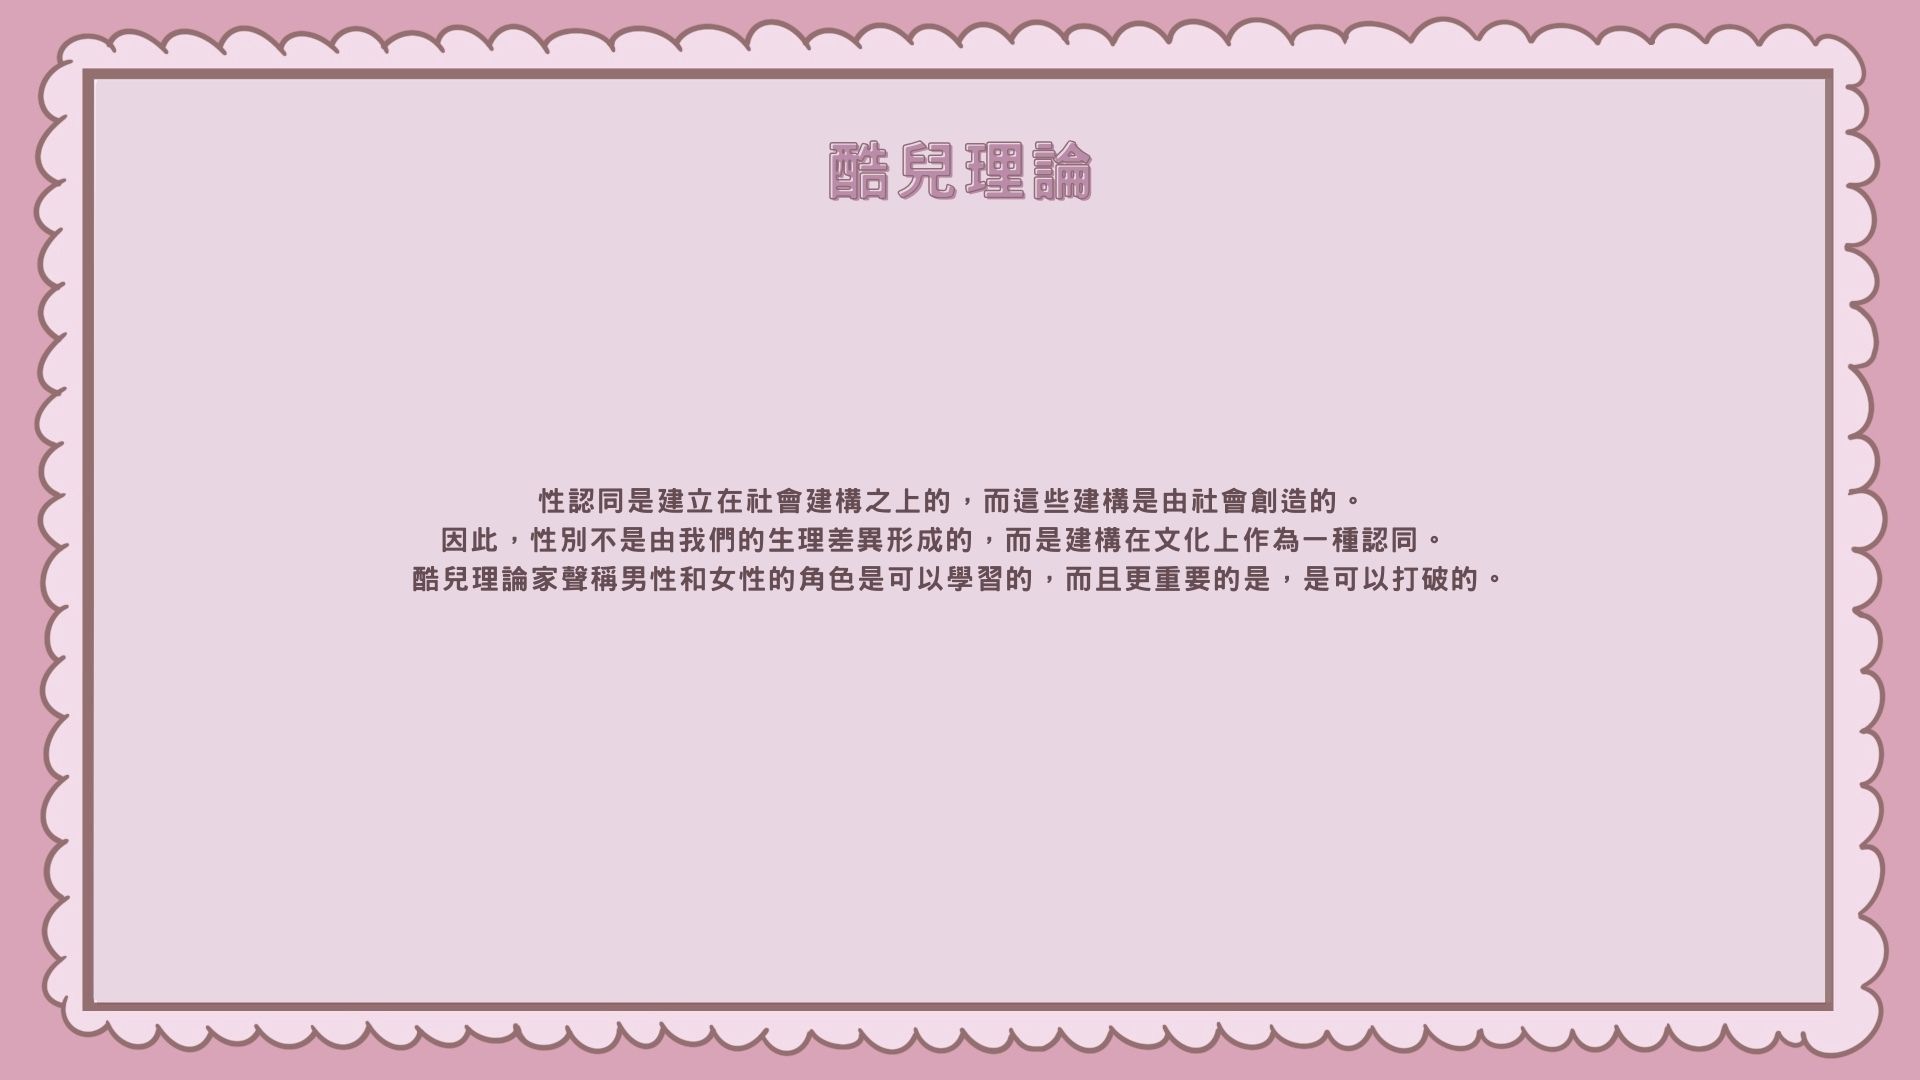 酷兒理論
性認同是建立在社會建構之上的，而這些建構是由社會創造的。
因此，性別不是由我們的生理差異形成的，而是建構在文化上作為一種認同。
酷兒理論家聲稱男性和女性的角色是可以學習的，而且更重要的是，是可以打破的。